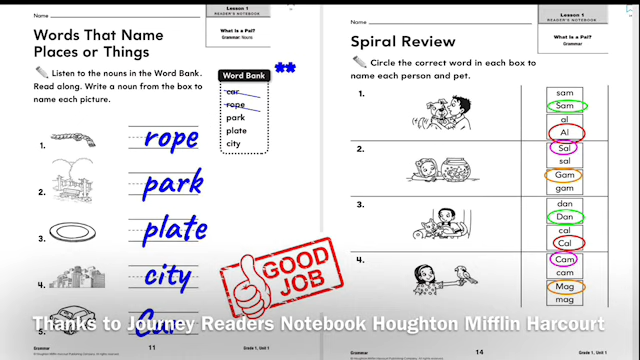 Name
Lesson 1
READER'S NOTEBOOK
Words That Name
Places or Things
What Is a Pal?
Grammar: Nouns
Listen to the nouns in the Word Bank.
Read along. Write a noun from the box to
name each picture.
Word Bank
car
rope
park
plate
city
**
1. rope
2. park
3. plate
4. city
5. Car
Grammar
11
Grade 1, Unit 1
Name
Lesson 1
READER'S NOTEBOOK
Spiral Review
What Is a Pal?
Grammar
Circle the correct word in each box to
name each person and pet.
1.
sam
Sam
al
Al
2.
Sal
sal
Gam
gam
3.
dan
Dan
cal
Cal
4.
Cam
cam
Mag
mag
GOOD
JOB
Thanks to Journey Readers Notebook Houghton Mifflin Harcourt
Grammar
14
Grade 1, Unit 1